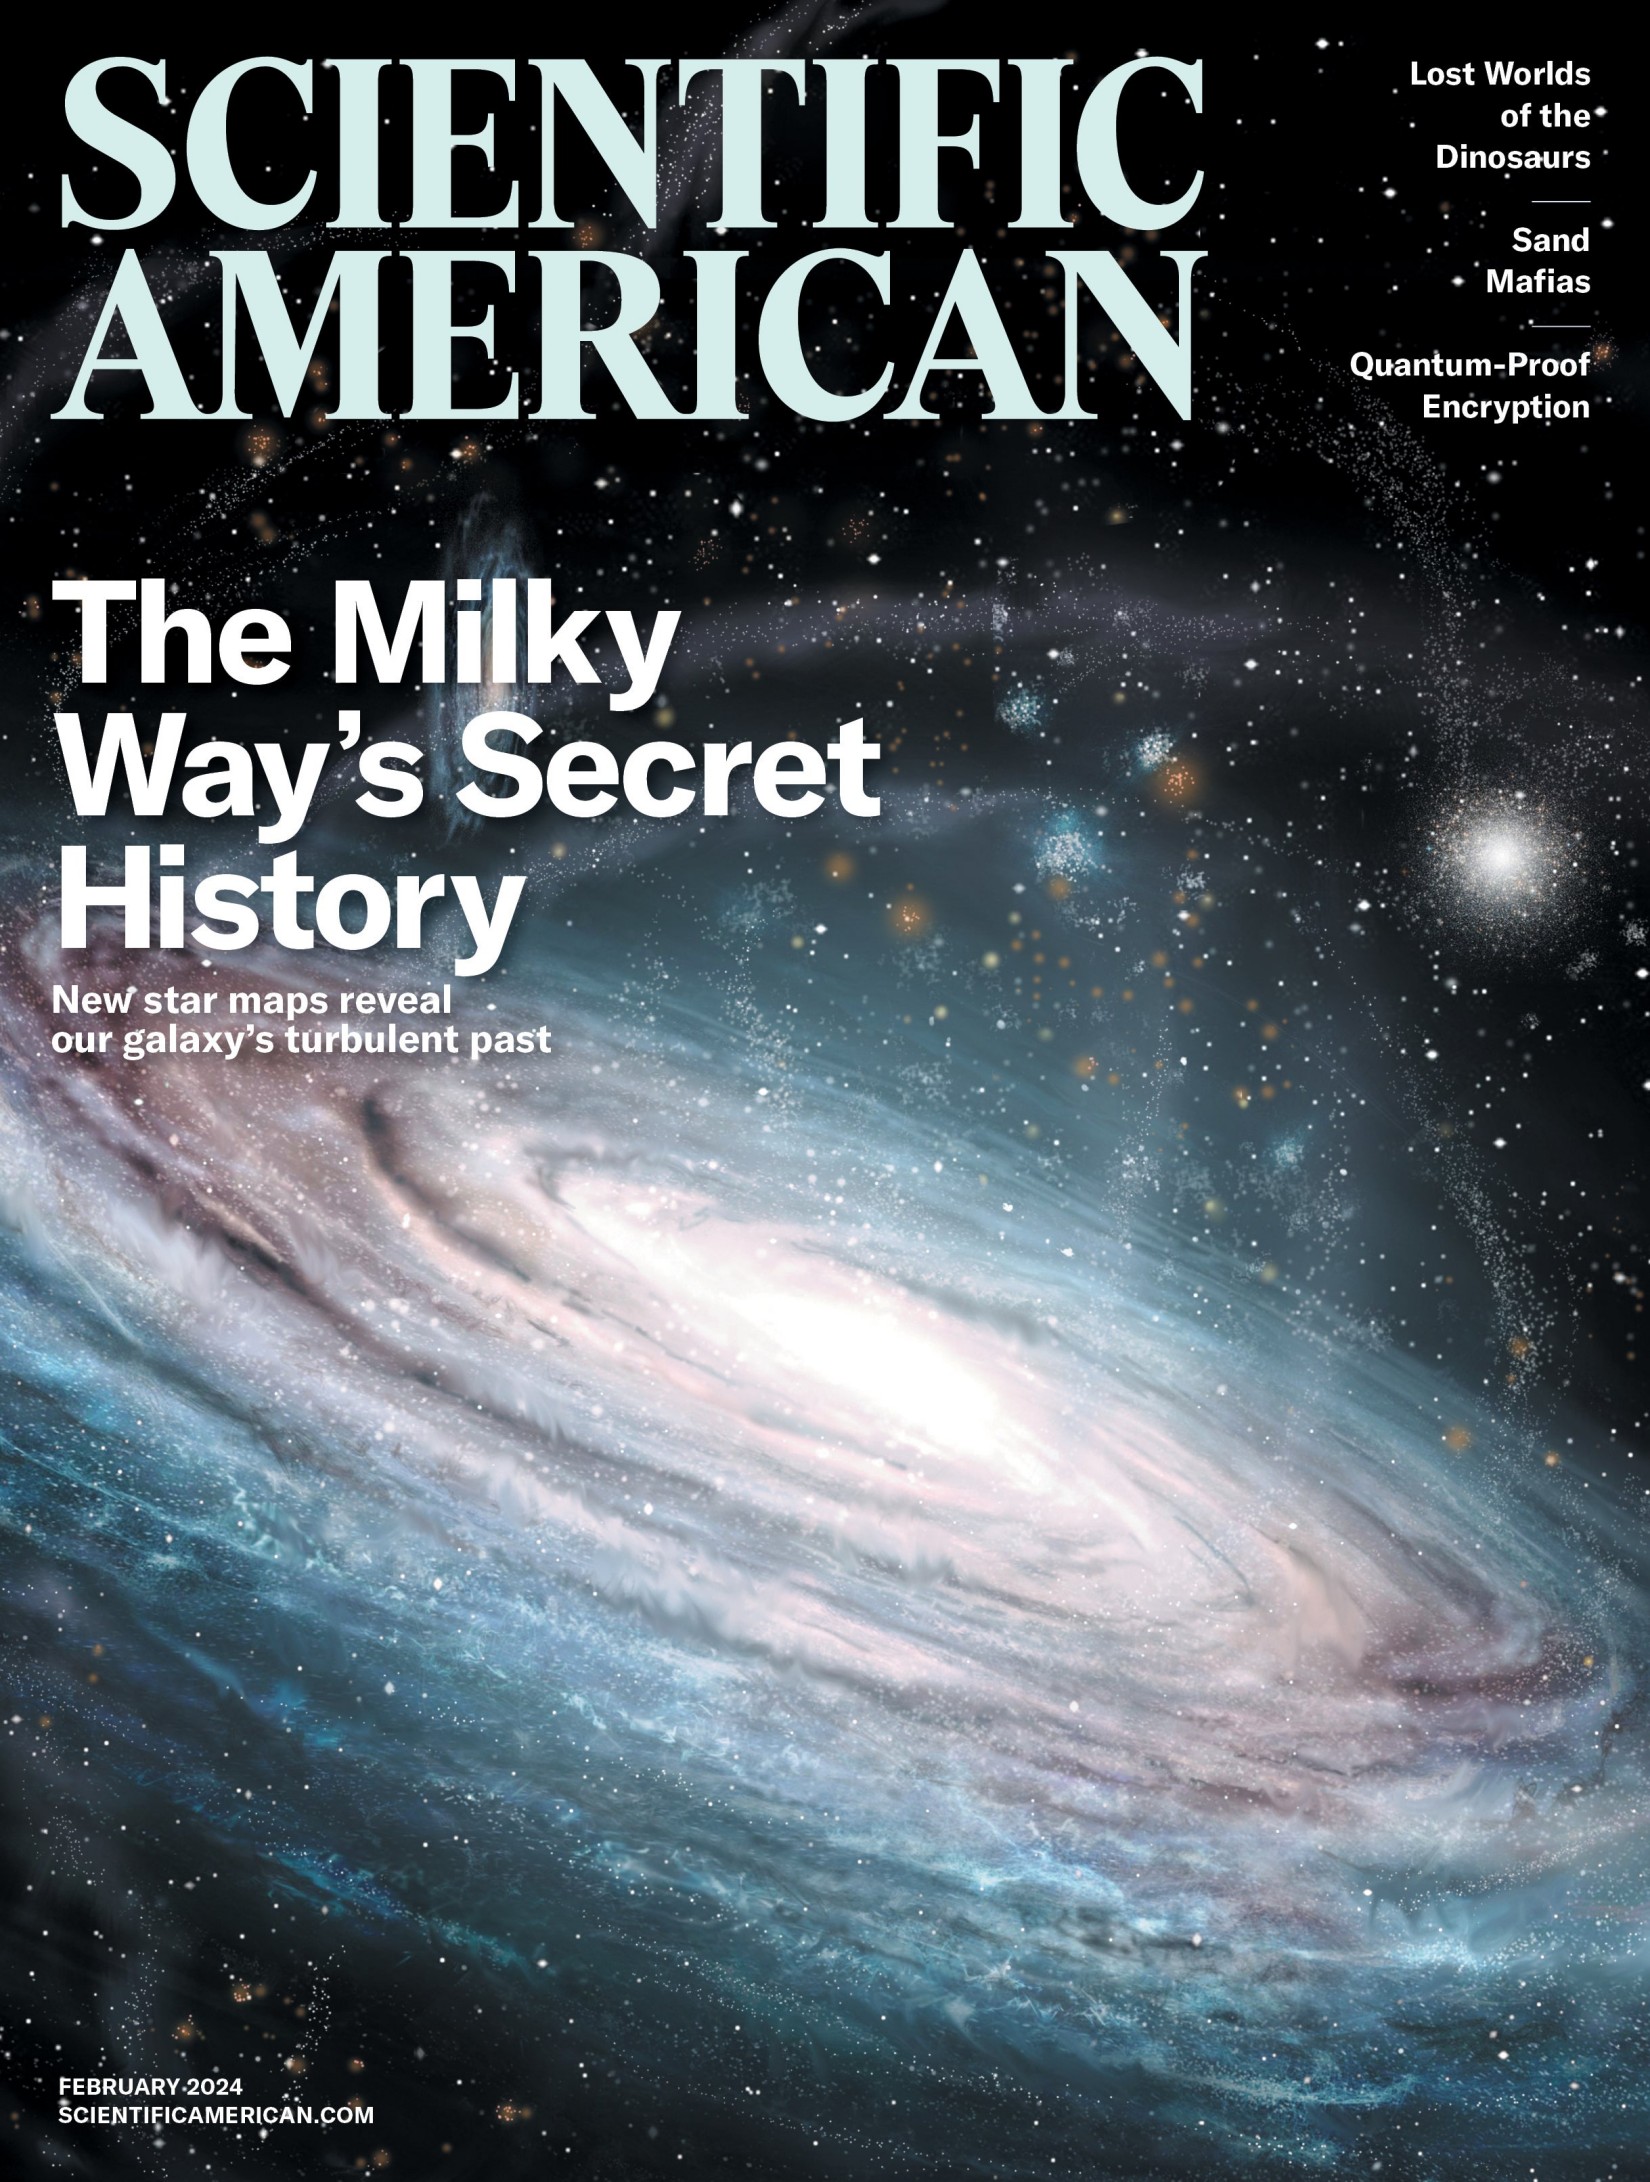 SCIENTIFIC
AMERICAN
Lost Worlds
of the
Dinosaurs
Sand
Mafias
Quantum-Proof
Encryption
The Milky
Way’s Secret
History
New star maps reveal
our galaxy’s turbulent past
FEBRUARY 2024
SCIENTIFICAMERICAN.COM